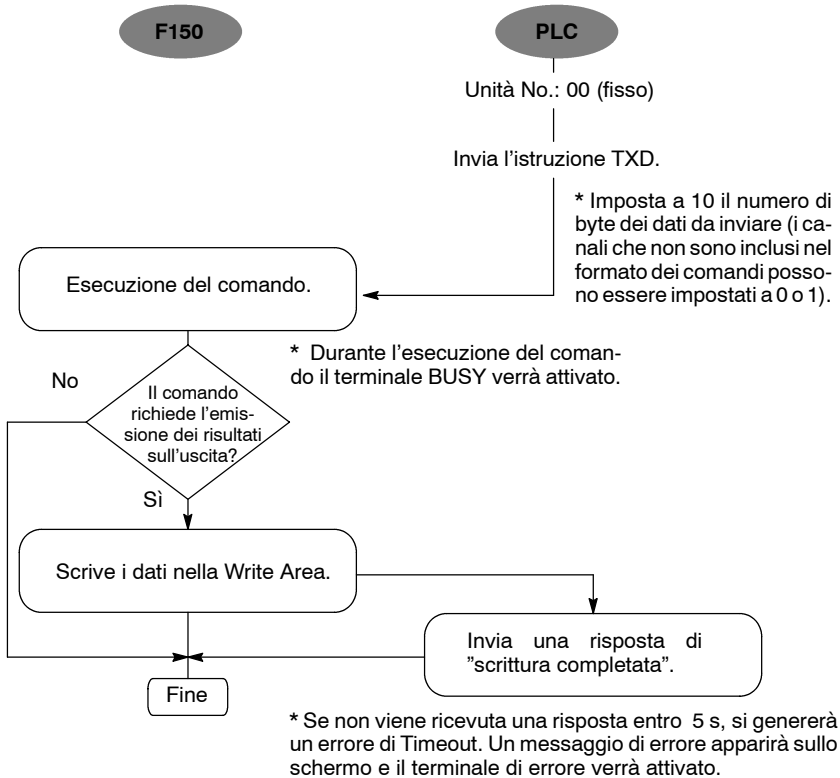 F150
PLC
Unità No.: 00 (fisso)
Invia l'istruzione TXD.
* Imposta a 10 il numero di
byte dei dati da inviare (i ca-
nali che non sono inclusi nel
formato dei comandi posso-
no essere impostati a 0 o 1).
Esecuzione del comando.
* Durante l'esecuzione del coman-
do il terminale BUSY verrà attivato.
No
Il comando
richiede l'emis-
sione dei risultati
sull'uscita?
Sì
Scrive i dati nella Write Area.
Invia una risposta di
”scrittura completata”.
Fine
* Se non viene ricevuta una risposta entro 5 s, si genererà
un errore di Timeout. Un messaggio di errore apparirà sullo
schermo e il terminale di errore verrà attivato.